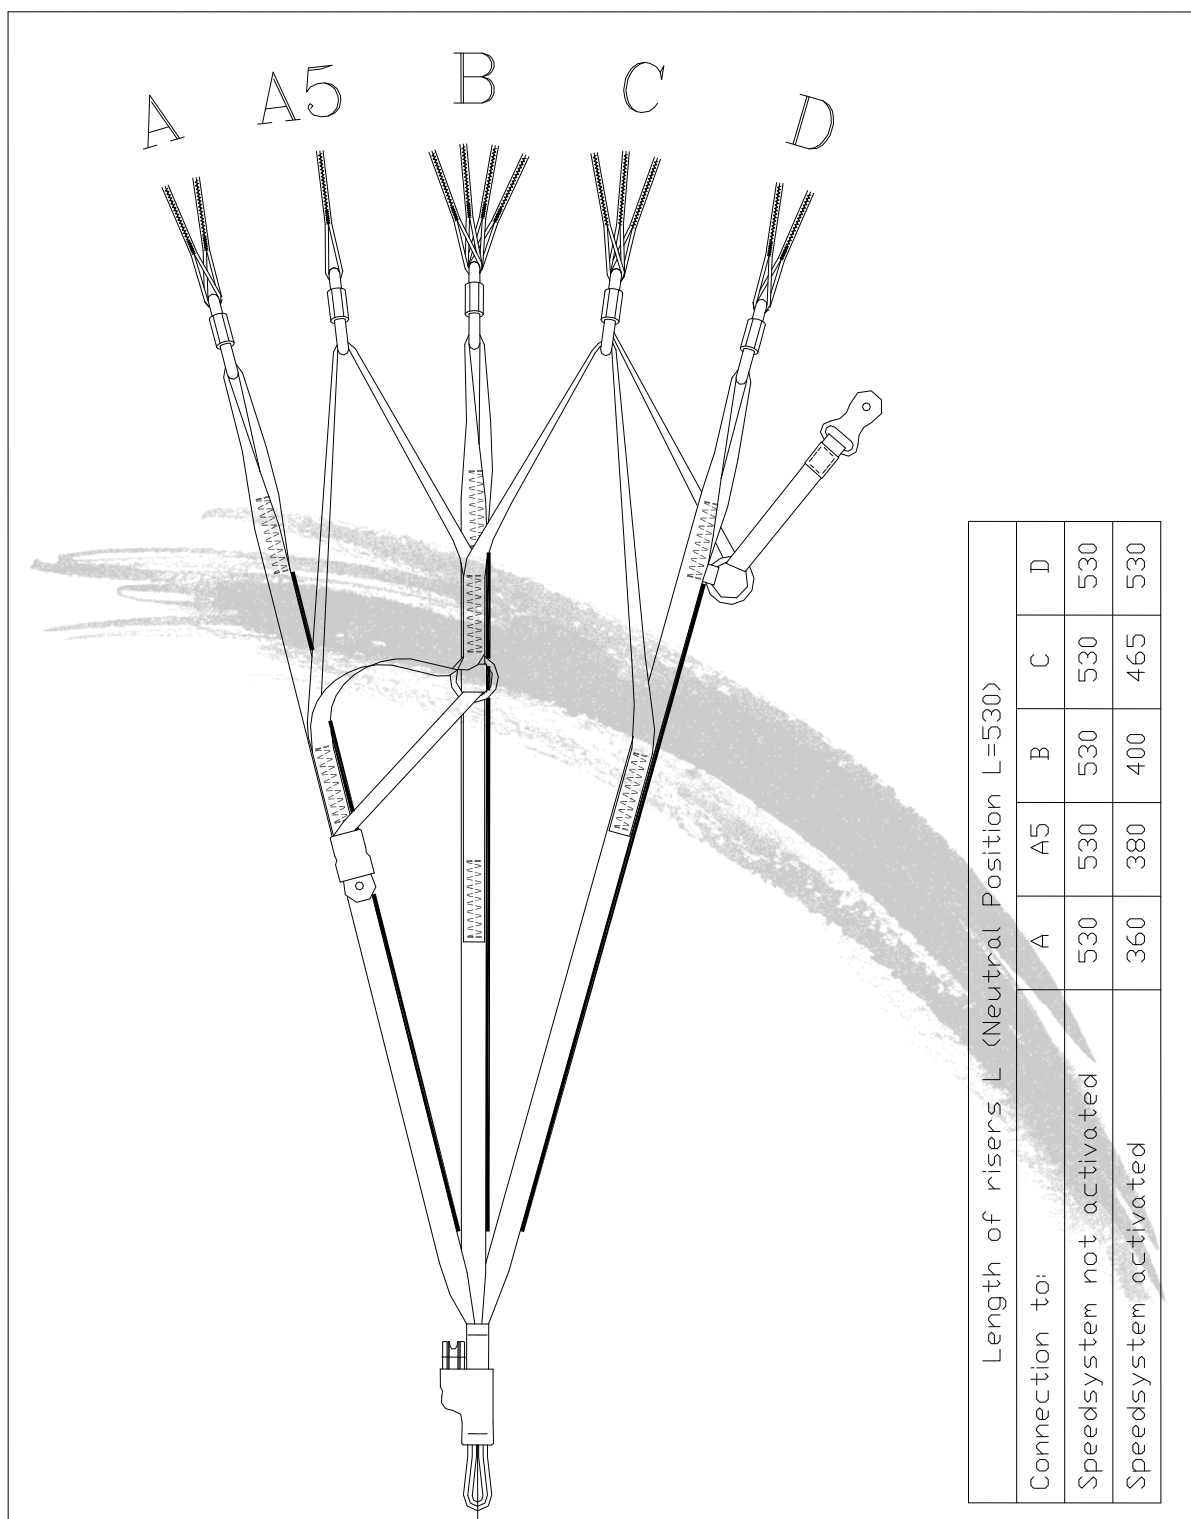 A A5 B C D
Length of risers L (Neutral Position L=530)
Connection to: A A5 B C D
Speedsystem not activated 530 530 530 530 530
Speedsystem activated 360 380 400 465 530